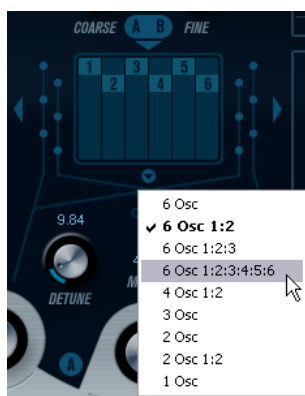 COARSE A B FINE
1 3 5
2 4 6
9.84
DETUNE
A
6 Osc
✓ 6 Osc 1:2
6 Osc 1:2:3
6 Osc 1:2:3:4:5:6
4 Osc 1:2
3 Osc
2 Osc
2 Osc 1:2
1 Osc